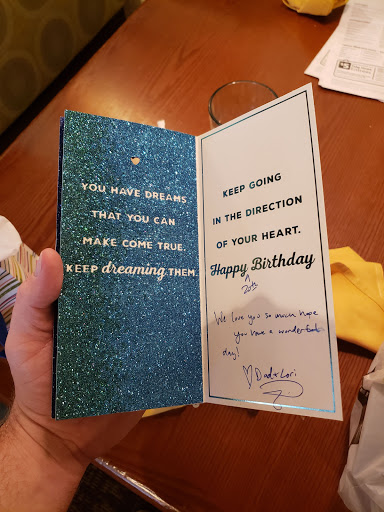 YOU HAVE DREAMS
THAT YOU CAN
MAKE COME TRUE.
KEEP dreaming THEM.
KEEP GOING
IN THE DIRECTION
OF YOUR HEART.
Happy Birthday
^
20th
We love you so much hope
you have a wonderful
day!
♡ Dad + Lori